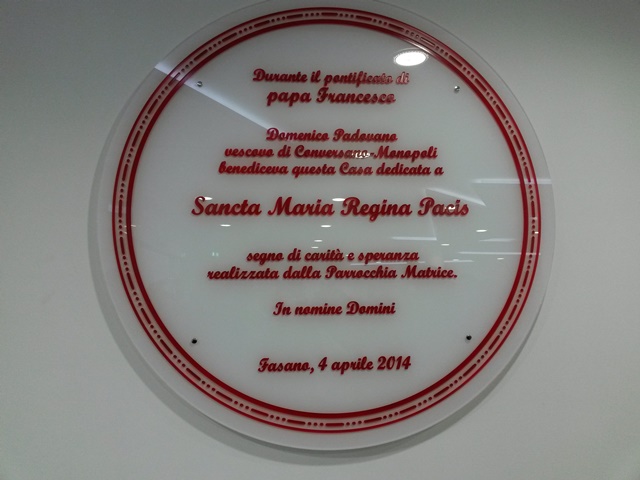 Durante il pontificato di
papa Francesco
Domenico Padovano
vescovo di Conversano-Monopoli
benediceva questa Casa dedicata a
Sancta Maria Regina Pacis
segno di carità e speranza
realizzata dalla Parrocchia Matrice.
In nomine Domini
Fasano, 4 aprile 2014